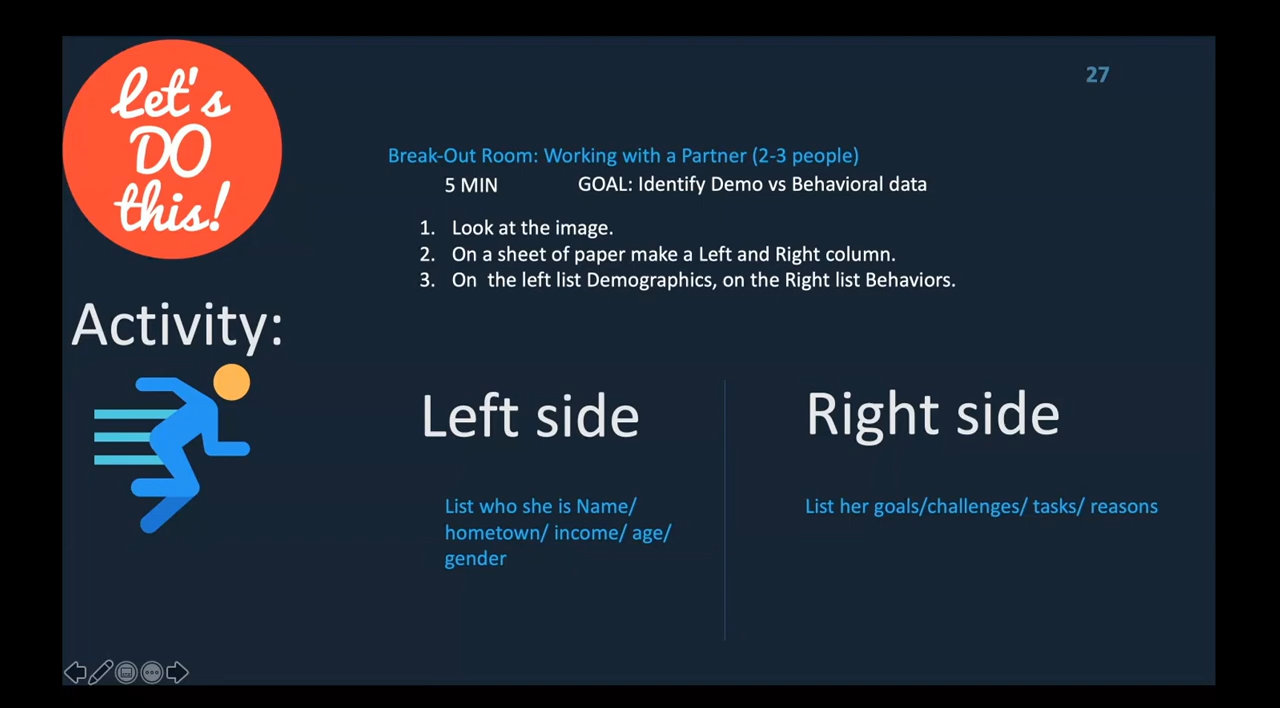 Let's
DO
this!
27
Break-Out Room: Working with a Partner (2-3 people)
5 MIN GOAL: Identify Demo vs Behavioral data
1. Look at the image.
2. On a sheet of paper make a Left and Right column.
3. On the left list Demographics, on the Right list Behaviors.
Activity:
Left side
Right side
List who she is Name/
hometown/ income/ age/
gender
List her goals/challenges/ tasks/ reasons